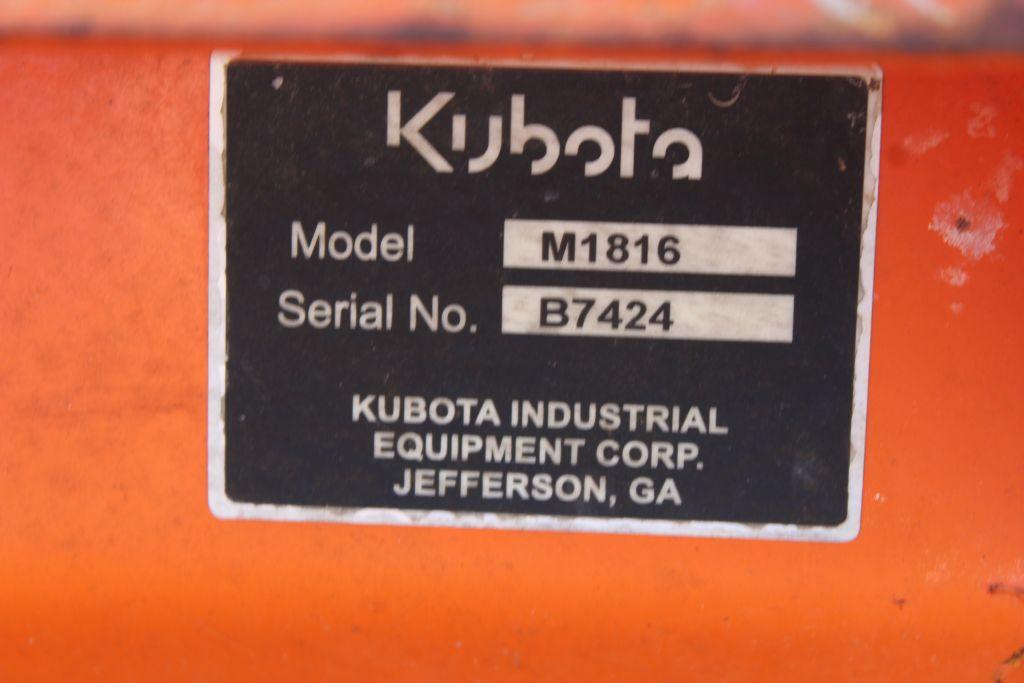 Kubota
Model M1816
Serial No. B7424
KUBOTA INDUSTRIAL
EQUIPMENT CORP.
JEFFERSON, GA